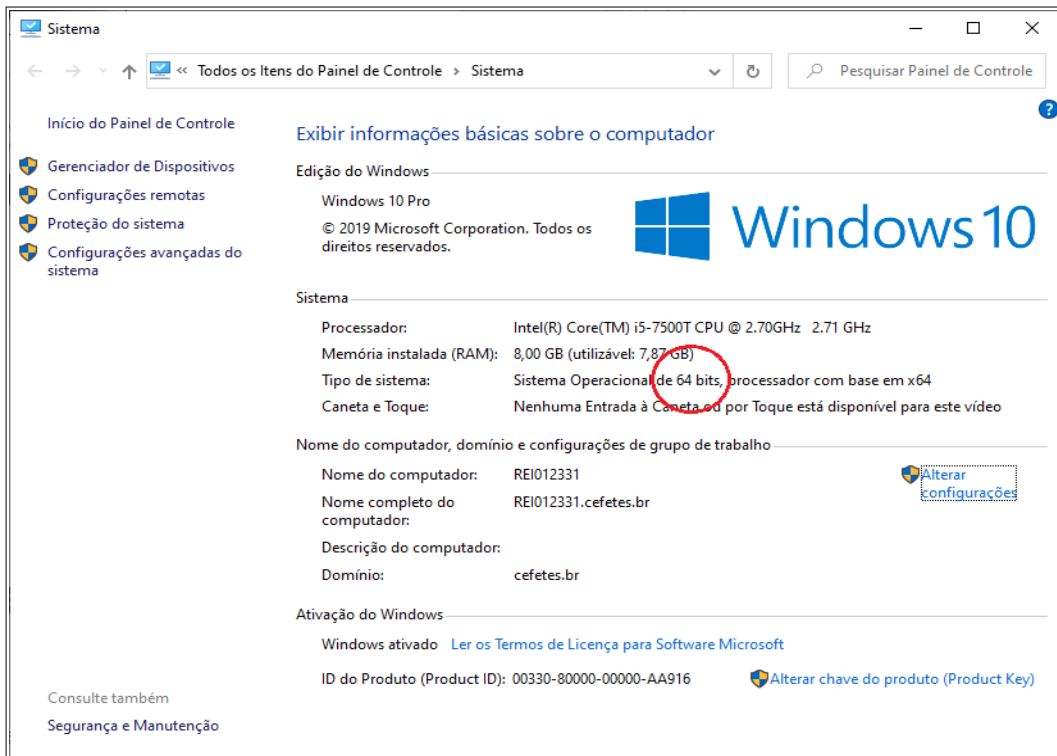 Sistema
« Todos os Itens do Painel de Controle › Sistema
Pesquisar Painel de Controle
?
Início do Painel de Controle
Gerenciador de Dispositivos
Configurações remotas
Proteção do sistema
Configurações avançadas do
sistema
Exibir informações básicas sobre o computador
Edição do Windows
Windows 10 Pro
© 2019 Microsoft Corporation. Todos os
direitos reservados.
Windows 10
Sistema
Processador: Intel(R) Core(TM) i5-7500T CPU @ 2.70GHz 2.71 GHz
Memória instalada (RAM): 8,00 GB (utilizável: 7,87 GB)
Tipo de sistema: Sistema Operacional de 64 bits, processador com base em x64
Caneta e Toque: Nenhuma Entrada à Caneta ou por Toque está disponível para este vídeo
Nome do computador, domínio e configurações de grupo de trabalho
Nome do computador: REI012331
Alterar
configurações
Nome completo do
computador:
REI012331.cefetes.br
Descrição do computador:
Domínio: cefetes.br
Ativação do Windows
Windows ativado Ler os Termos de Licença para Software Microsoft
ID do Produto (Product ID): 00330-80000-00000-AA916
Alterar chave do produto (Product Key)
Consulte também
Segurança e Manutenção